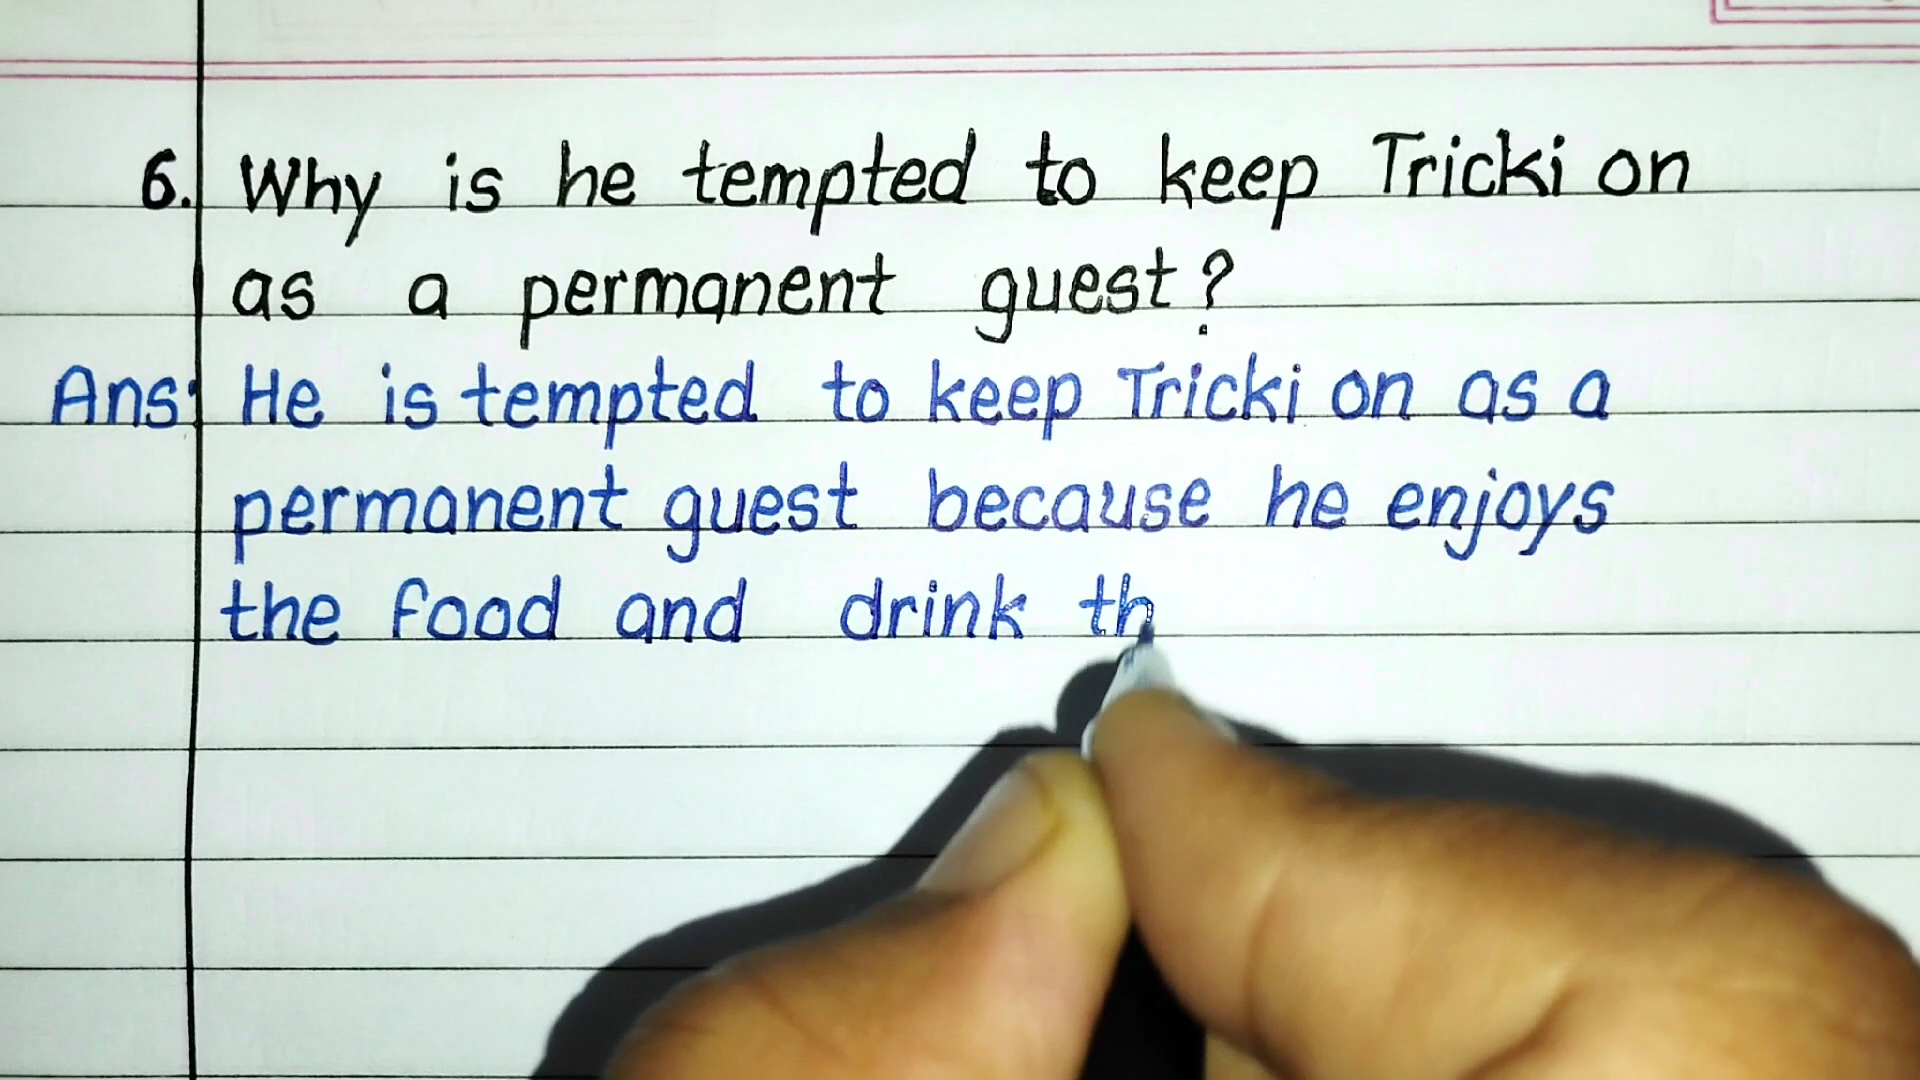 6. Why is he tempted to keep Tricki on
as a permanent guest?
Ans: He is tempted to keep Tricki on as a
permanent guest because he enjoys
the food and drink th